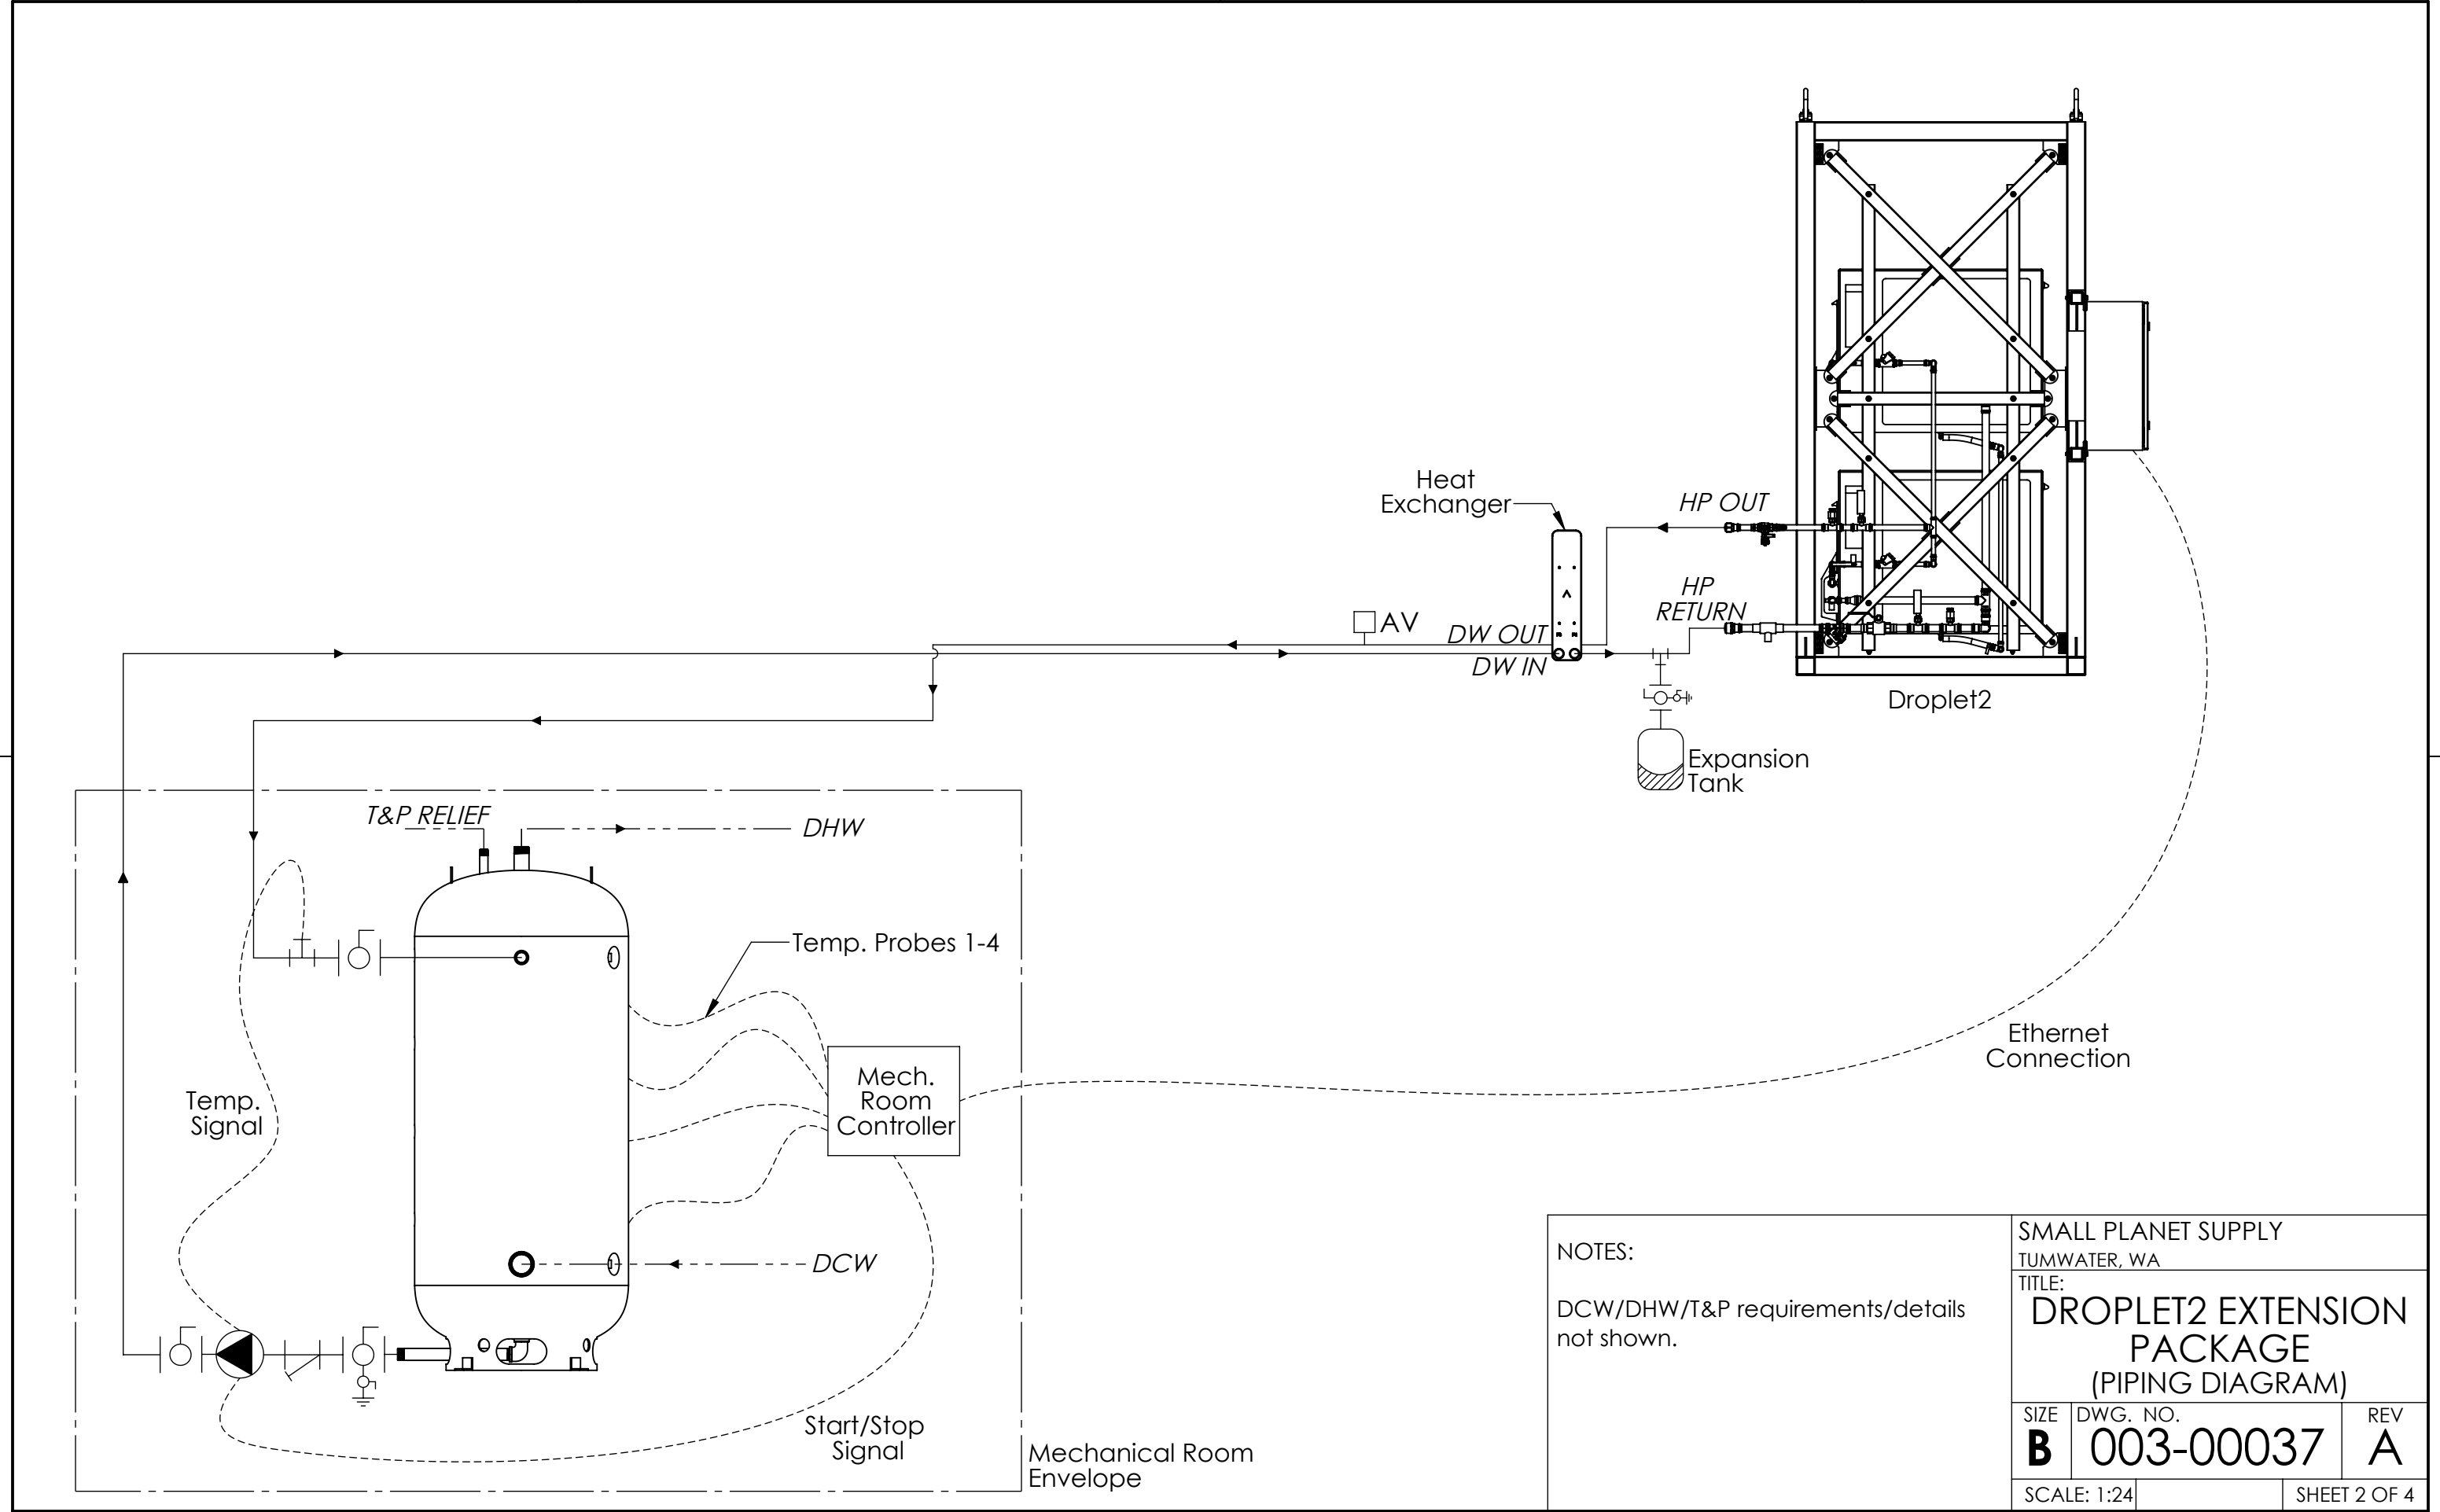 Heat
Exchanger
HP OUT
HP
RETURN
AV
DW OUT
DW IN
Droplet2
Expansion
Tank
T&P RELIEF
DHW
Temp. Probes 1-4
Ethernet
Connection
Mech.
Room
Controller
Temp.
Signal
DCW
Start/Stop
Signal
Mechanical Room
Envelope
NOTES:
DCW/DHW/T&P requirements/details
not shown.
SMALL PLANET SUPPLY
TUMWATER, WA
TITLE:
DROPLET2 EXTENSION
PACKAGE
(PIPING DIAGRAM)
SIZE
B
DWG. NO.
003-00037
REV
A
SCALE: 1:24
SHEET 2 OF 4